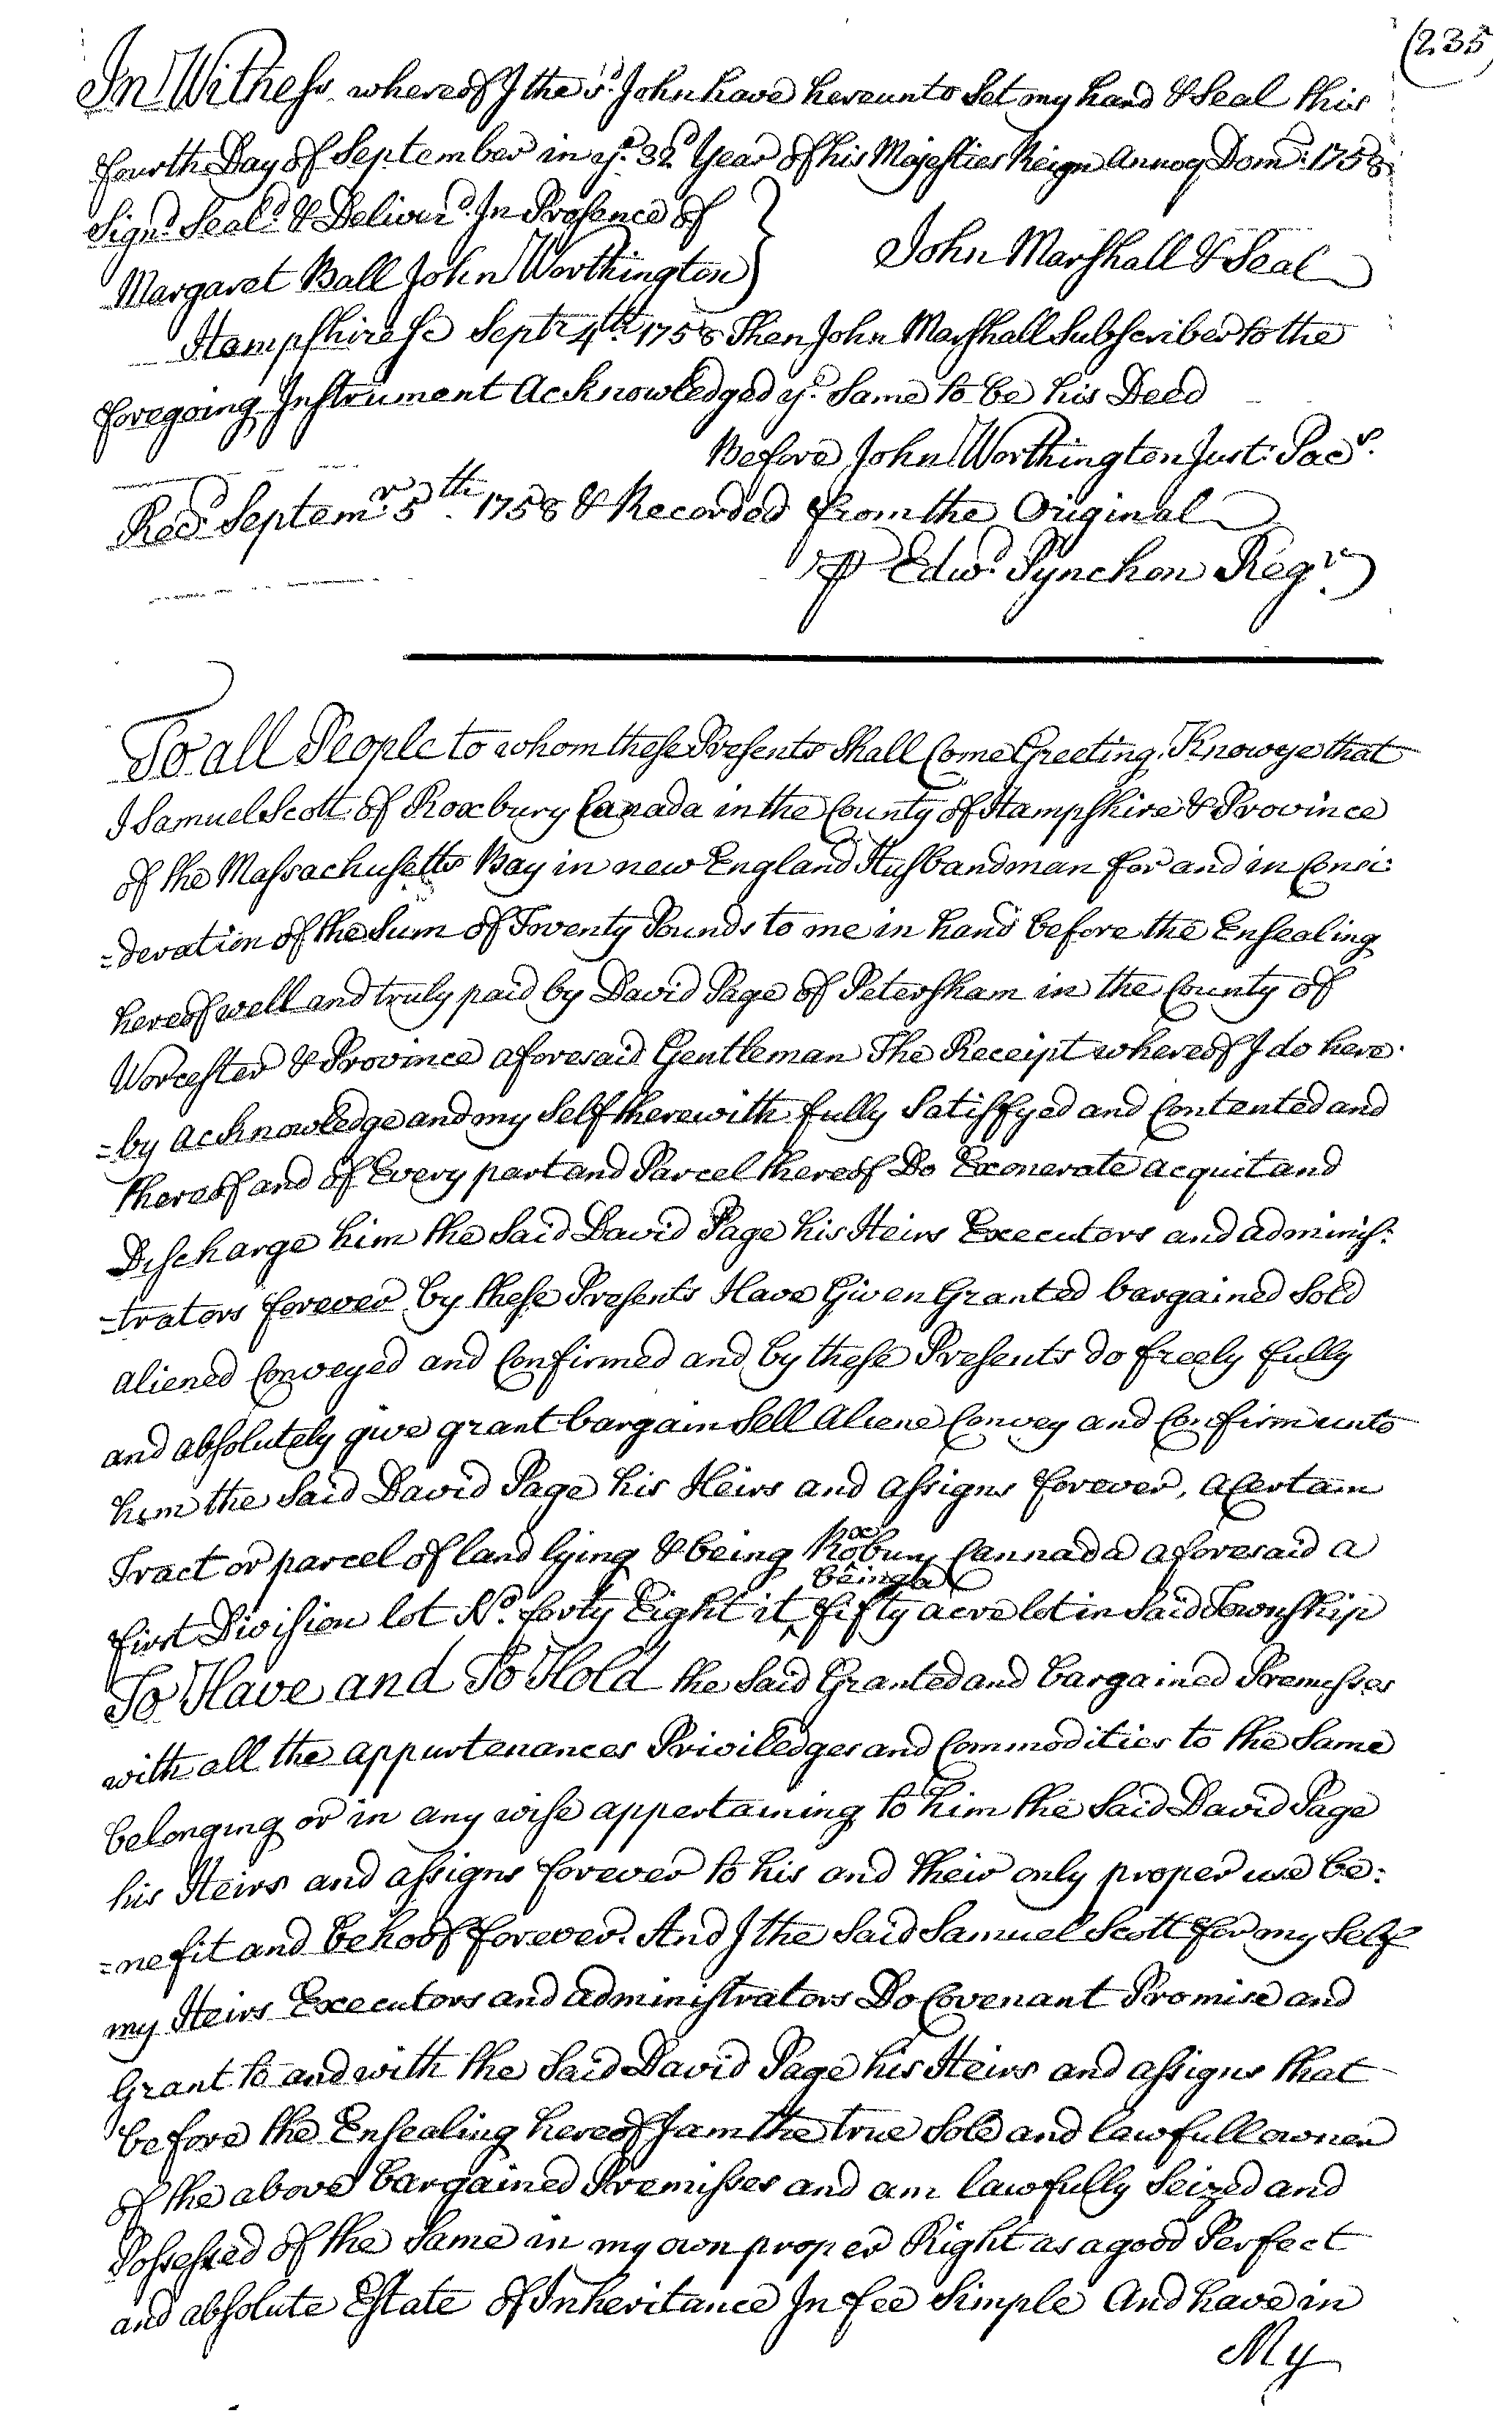 (235
In Witness whereof I the sd. John have hereunto Set my hand & Seal this
fourth Day of September in ye. 32d. Year of his Majesties Reign Annoq Dom: 1758
Signd. Seald. & Deliverd. In Presence of
Margaret Ball John Worthington } John Marshall & Seal
Hampshire Sc Septr 4th. 1758 Then John Marshall Subscriber to the
foregoing Instrument Acknowledged ye. Same to be his Deed
Before John Worthington Just: Pacs.
Recd. Septemr. 5th. 1758 & Recorded from the Original
⅌ Edwd. Pynchon Regr.
To all People to whom these Presents Shall Come Greeting. Know ye that
I Samuel Scott of Roxbury Canada in the County of Hampshire & Province
of the Massachusetts Bay in new England Husbandman for and in Consi:
=deration of the Sum of Twenty Pounds to me in hand before the Ensealing
hereof well and truly paid by David Page of Petersham in the County of
Worcester & Province aforesaid Gentleman The Receipt whereof I do here:
=by acknowledge and my Self therewith fully Satisfyed and Contented and
thereof and of Every part and Parcel thereof Do Exonerate acquit and
Discharge him the Said David Page his Heirs Executors and adminis:
=trators forever by these Presents Have Given Granted bargained Sold
aliened Conveyed and Confirmed and by these Presents do freely fully
and absolutely give grant bargain Sell aliene Convey and Confirm unto
him the Said David Page his Heirs and assigns forever, a Certain
Tract or parcel of land lying & being Roxbury Cannada aforesaid a
first Division lot No. forty Eight it being a fifty acre lot in Said Township
To Have and To Hold the Said Granted and bargained Premisses
with all the appurtenances Priviledges and Commodities to the Same
belonging or in any wise appertaining to him the Said David Page
his Heirs and assigns forever to his and their only proper use be:
=nefit and behoof forever. And I the Said Samuel Scott for my Self
my Heirs Executors and administrators Do Covenant Promise and
Grant to and with the Said David Page his Heirs and assigns that
before the Ensealing hereof I am the true Sole and lawfull owner
of the above bargained Premisses and am lawfully Seized and
Possessed of the Same in my own proper Right as a good Perfect
and absolute Estate of Inheritance In fee Simple And have in
My